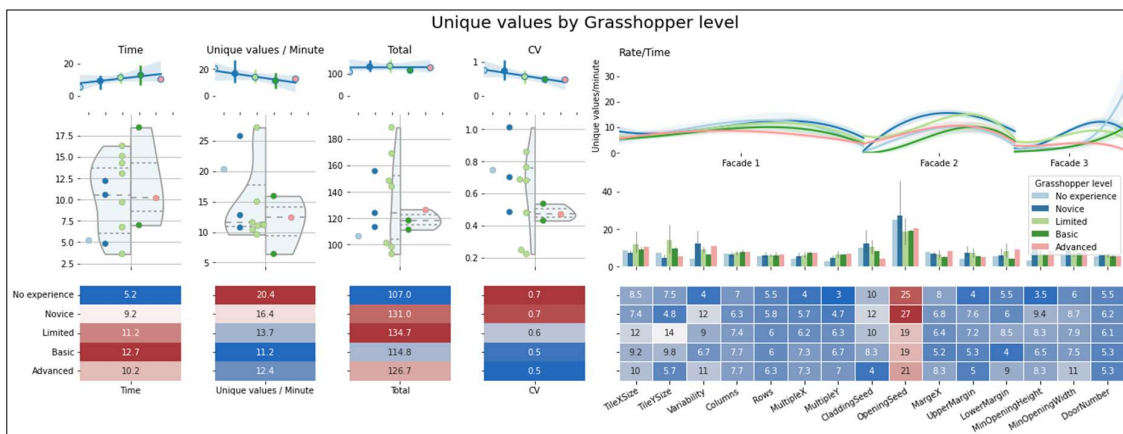 Unique values by Grasshopper level
Time
Unique values / Minute
Total
CV
Rate/Time
20
0
20
0
100
0
1
0
Unique values/minute
30
20
10
0
Facade 1
Facade 2
Facade 3
17.5
15.0
12.5
10.0
7.5
5.0
2.5
25
20
15
10
5
180
160
140
120
100
80
1.0
0.8
0.6
0.4
0.2
0.0
40
20
0
Grasshopper level
No experience
Novice
Limited
Basic
Advanced
No experience 5.2 20.4 107.0 0.7 8.5 7.5 4 7 5.5 4 3 10 25 8 4 5.5 3.5 6 5.5
Novice 9.2 16.4 131.0 0.7 7.4 4.8 12 6.3 5.8 5.7 4.7 12 27 6.8 7.6 6 9.4 8.7 6.2
Limited 11.2 13.7 134.7 0.6 12 14 9 7.4 6 6.2 6.3 10 19 6.4 7.2 8.5 8.3 7.9 6.1
Basic 12.7 11.2 114.8 0.5 9.2 9.8 6.7 7.7 6 7.3 6.7 8.3 19 5.2 5.3 4 6.5 7.5 5.3
Advanced 10.2 12.4 126.7 0.5 10 5.7 11 7.7 6.3 7.3 7 4 21 8.3 5 9 8.3 11 5.3
Time
Unique values / Minute
Total
CV
TileXSize
TileYSize
Variability
Columns
Rows
MultipleX
MultipleY
CladdingSeed
OpeningSeed
MargeX
UpperMargin
LowerMargin
MinOpeningHeight
MinOpeningWidth
DoorNumber